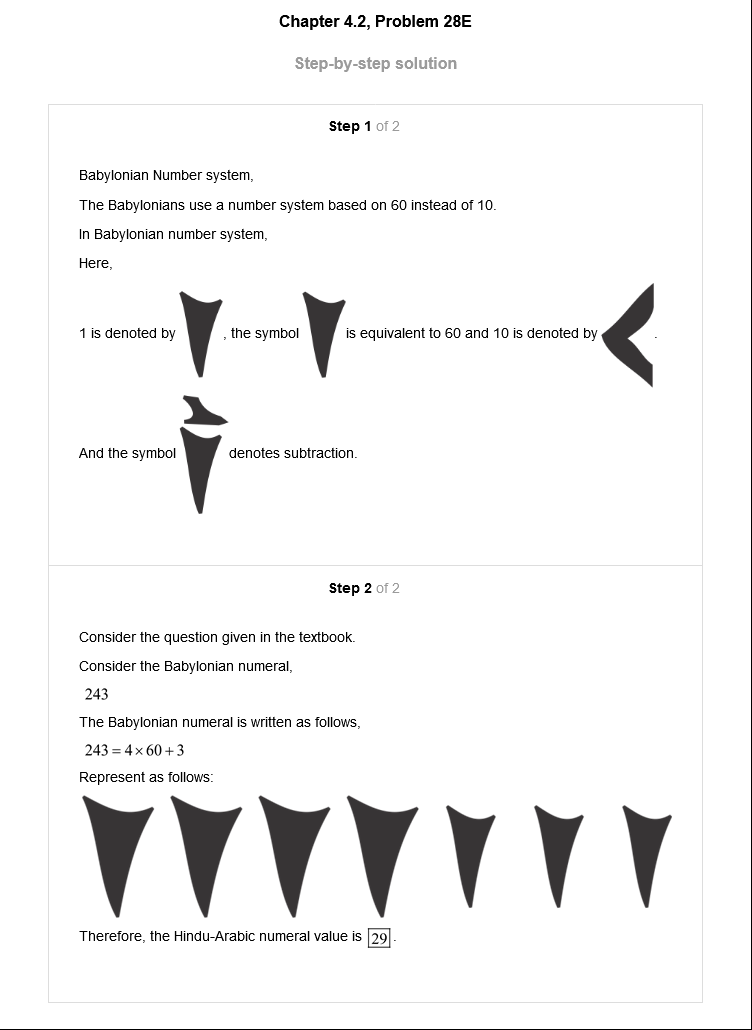 Chapter 4.2, Problem 28E
Step-by-step solution
Step 1 of 2
Babylonian Number system,
The Babylonians use a number system based on 60 instead of 10.
In Babylonian number system,
Here,
1 is denoted by , the symbol is equivalent to 60 and 10 is denoted by .
And the symbol denotes subtraction.
Step 2 of 2
Consider the question given in the textbook.
Consider the Babylonian numeral,
243
The Babylonian numeral is written as follows,
243 = 4 × 60 + 3
Represent as follows:
Therefore, the Hindu-Arabic numeral value is 29 .